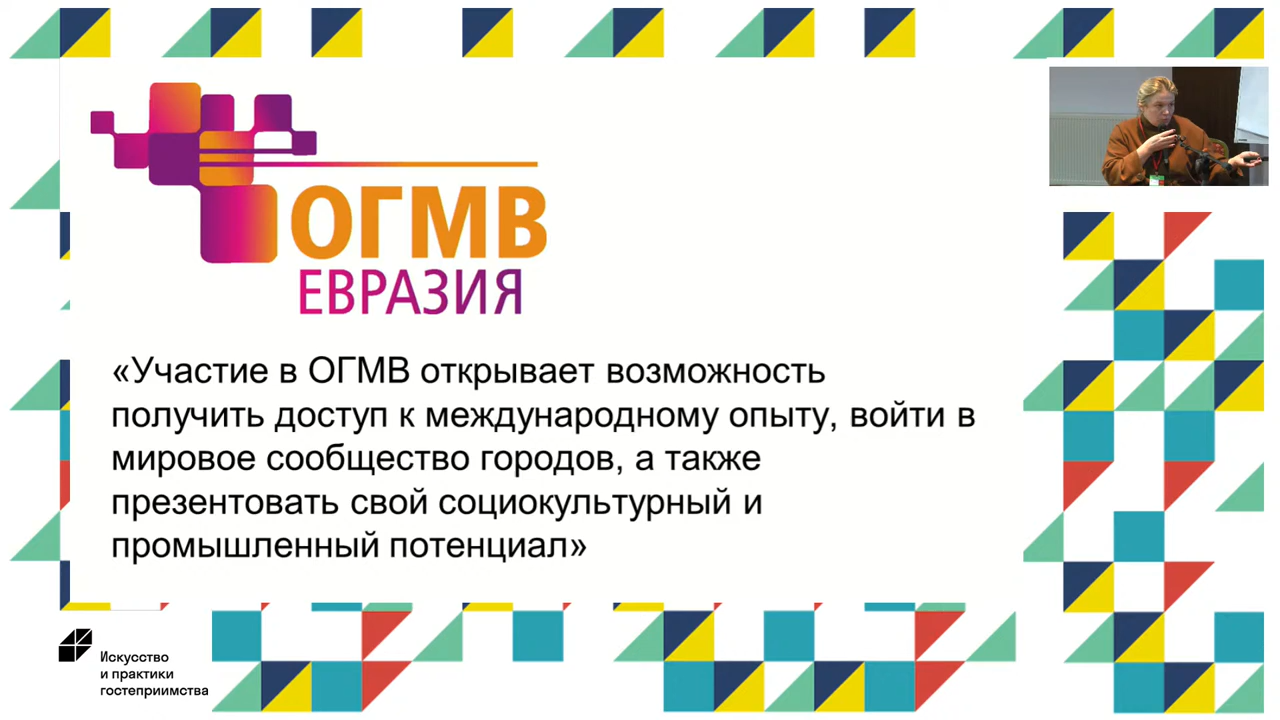 ОГМВ
ЕВРАЗИЯ
«Участие в ОГМВ открывает возможность
получить доступ к международному опыту, войти в
мировое сообщество городов, а также
презентовать свой социокультурный и
промышленный потенциал»
Искусство
и практики
гостеприимства